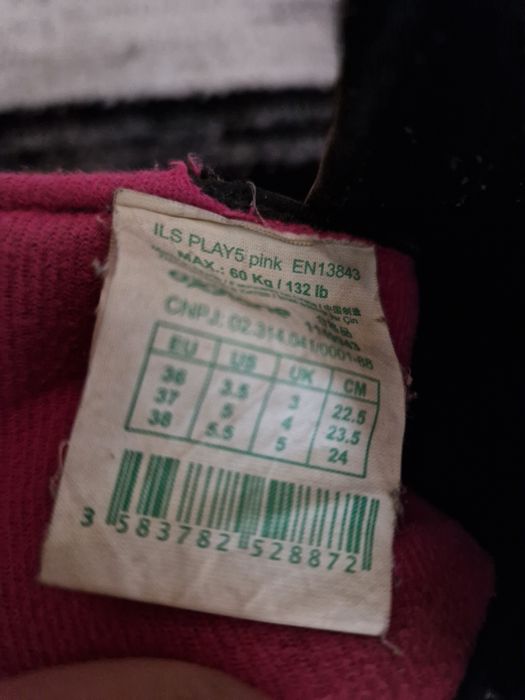 ILS PLAY5 pink EN13843
MAX.: 60 Kg / 132 lb
CNPJ: 02.314.041/0001-88
EU US UK CM
36 3.5 3 22.5
37 5 4 23.5
38 5.5 5 24
3 583782 528872